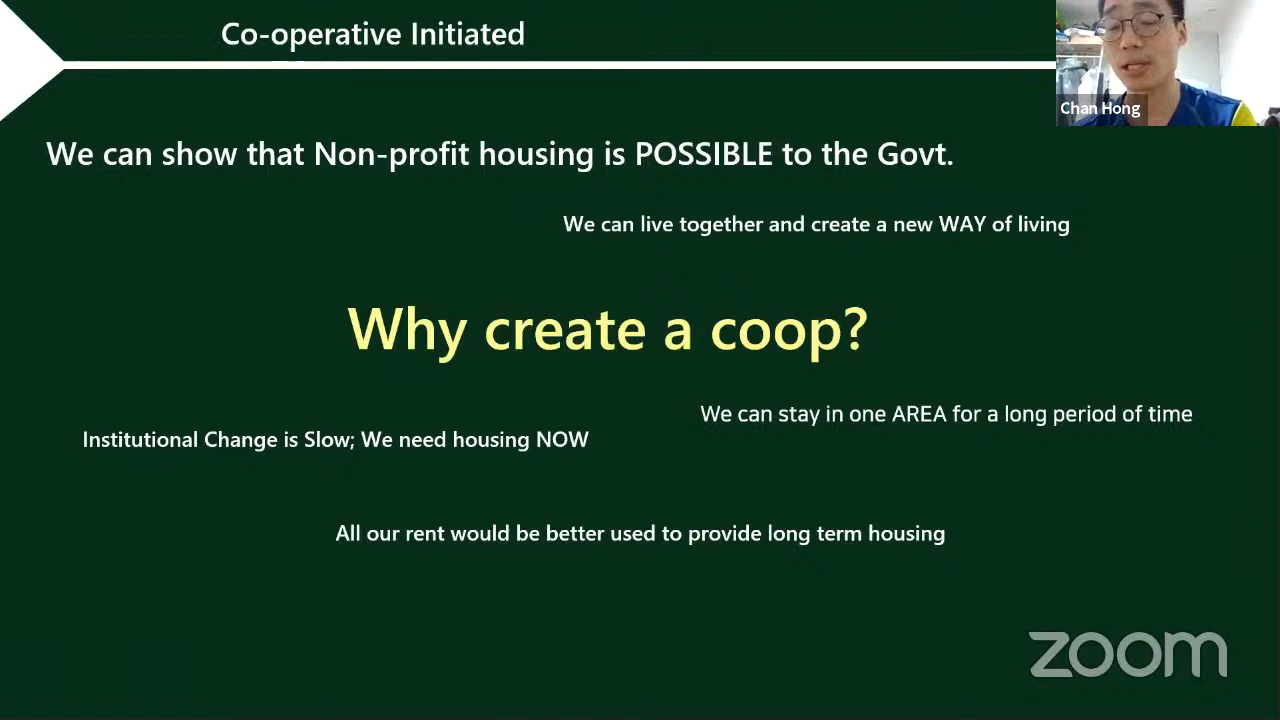 Co-operative Initiated
Chan Hong
We can show that Non-profit housing is POSSIBLE to the Govt.
We can live together and create a new WAY of living
Why create a coop?
We can stay in one AREA for a long period of time
Institutional Change is Slow; We need housing NOW
All our rent would be better used to provide long term housing
zoom